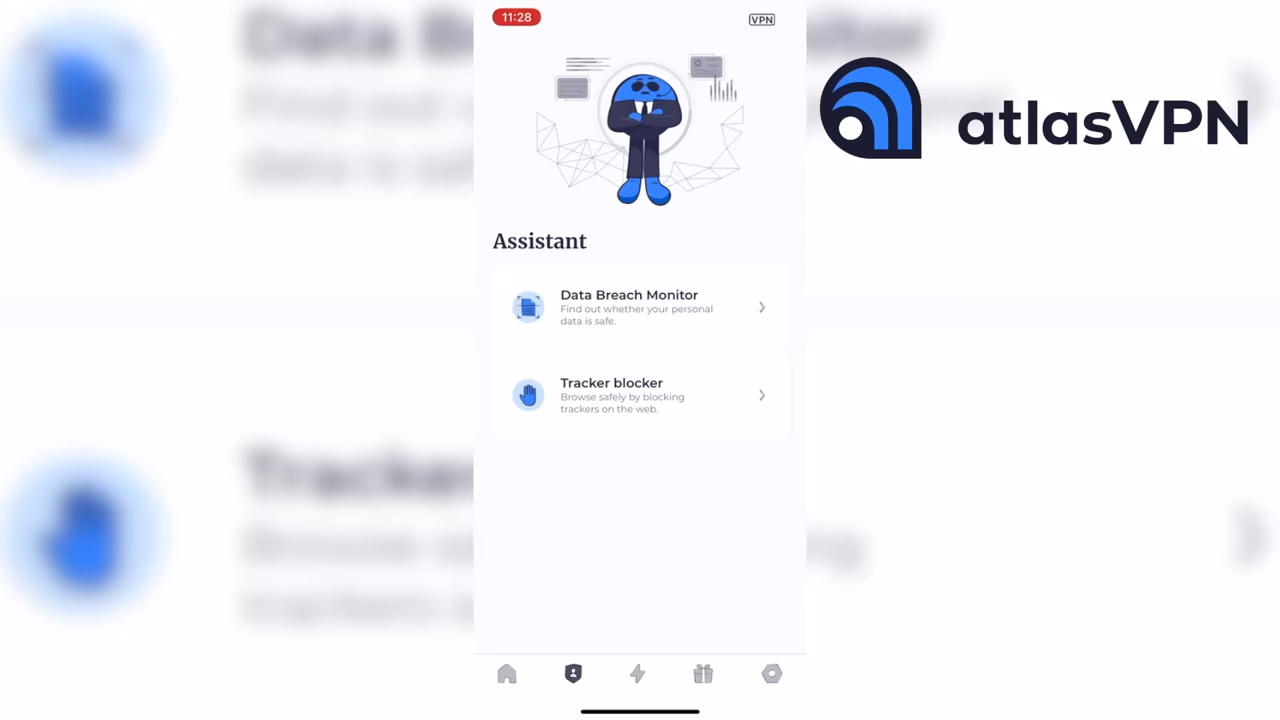 11:28
VPN
atlasVPN
Assistant
Data Breach Monitor
Find out whether your personal
data is safe.
Tracker blocker
Browse safely by blocking
trackers on the web.